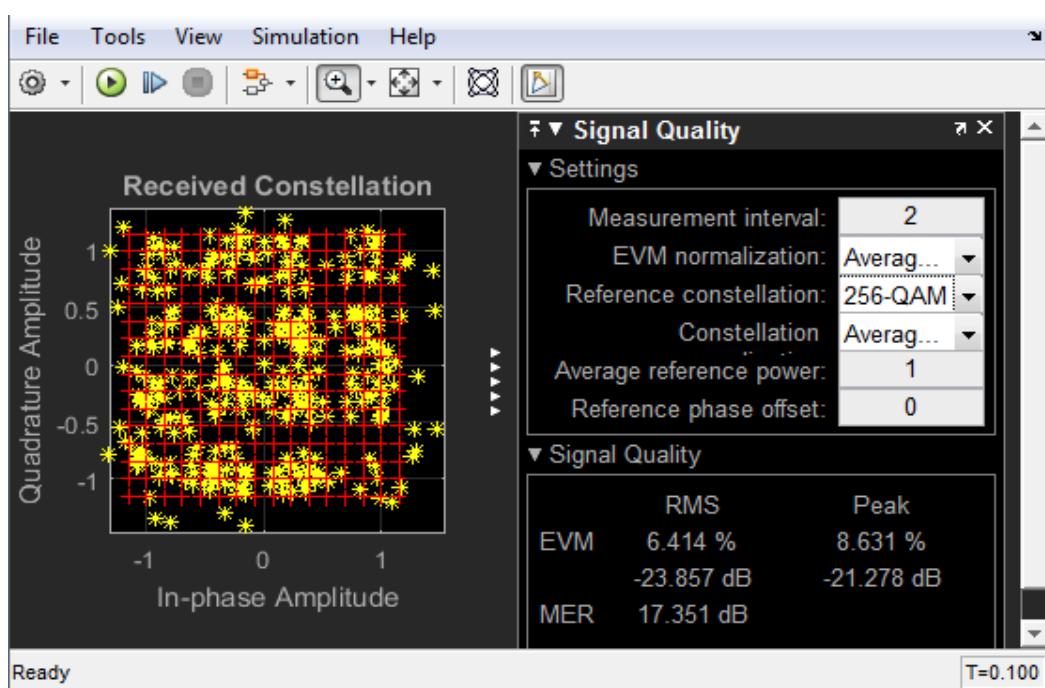 File Tools View Simulation Help
Signal Quality
Settings
Received Constellation
Measurement interval: 2
EVM normalization: Averag...
Reference constellation: 256-QAM
Constellation Averag...
Average reference power: 1
Reference phase offset: 0
Quadrature Amplitude
1
0.5
0
-0.5
-1
-1 0 1
In-phase Amplitude
Signal Quality
RMS Peak
EVM 6.414 % 8.631 %
-23.857 dB -21.278 dB
MER 17.351 dB
Ready T=0.100